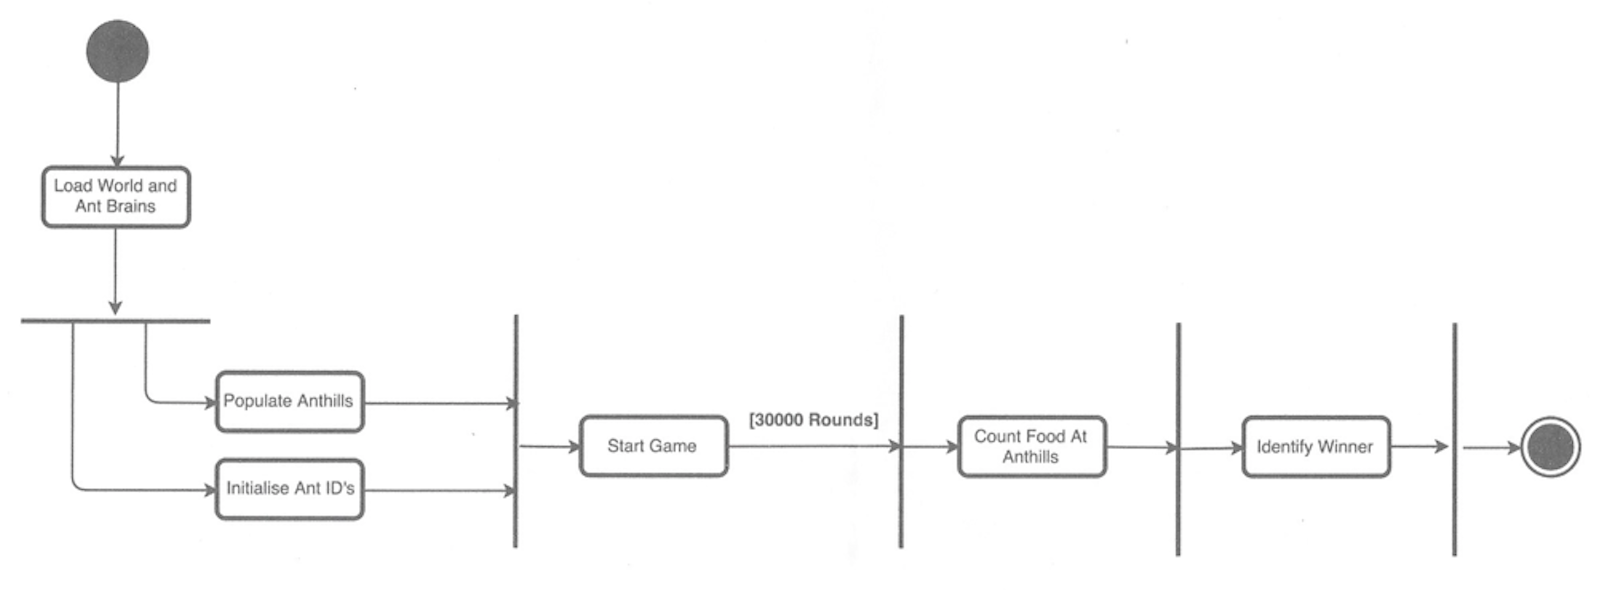 Load World and
Ant Brains
Populate Anthills
Initialise Ant ID's
Start Game
[30000 Rounds]
Count Food At
Anthills
Identify Winner